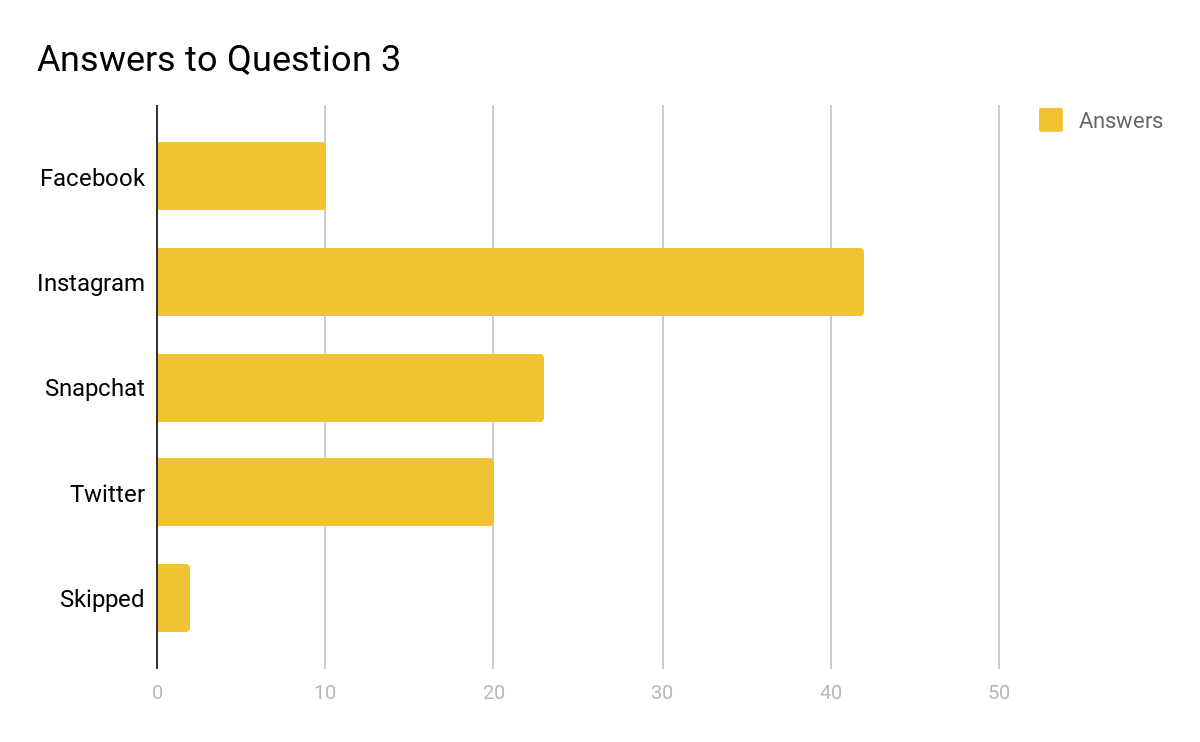 Answers to Question 3
Answers
Facebook
Instagram
Snapchat
Twitter
Skipped
0 10 20 30 40 50